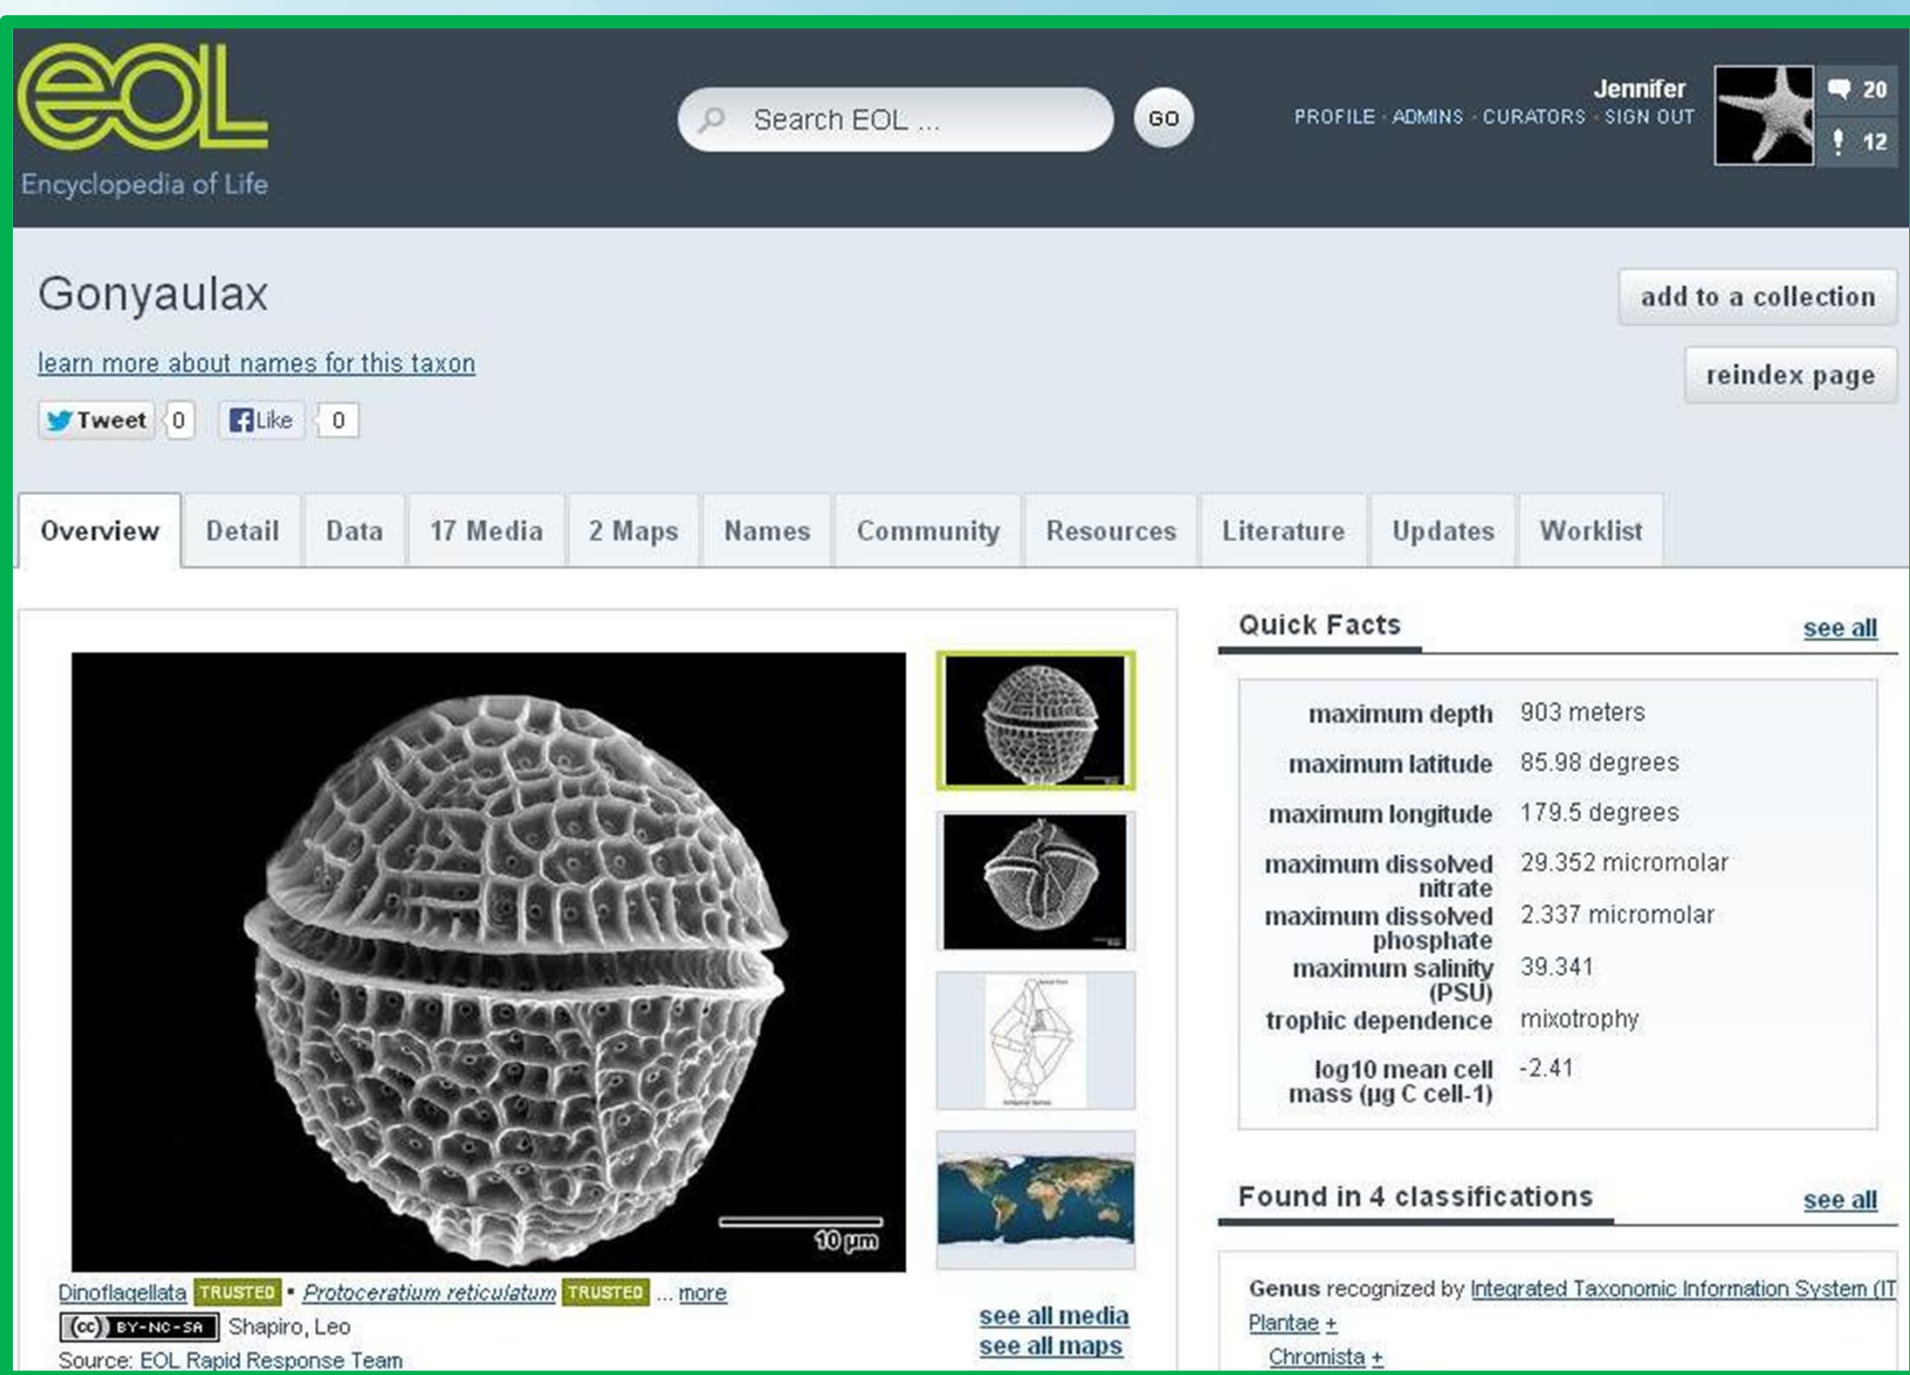 eOL
Encyclopedia of Life
Search EOL ...
GO
Jennifer
PROFILE · ADMINS · CURATORS · SIGN OUT
20
12
Gonyaulax
add to a collection
learn more about names for this taxon
reindex page
Tweet 0 Like 0
Overview Detail Data 17 Media 2 Maps Names Community Resources Literature Updates Worklist
Quick Facts see all
maximum depth 903 meters
maximum latitude 85.98 degrees
maximum longitude 179.5 degrees
maximum dissolved 29.352 micromolar
nitrate
maximum dissolved 2.337 micromolar
phosphate
maximum salinity 39.341
(PSU)
trophic dependence mixotrophy
log10 mean cell -2.41
mass (µg C cell-1)
10 µm
Dinoflagellata TRUSTED • Protoceratium reticulatum TRUSTED ... more
(cc) BY-NC-SA Shapiro, Leo
Source: EOL Rapid Response Team
see all media
see all maps
Found in 4 classifications see all
Genus recognized by Integrated Taxonomic Information System (IT
Plantae +
Chromista +